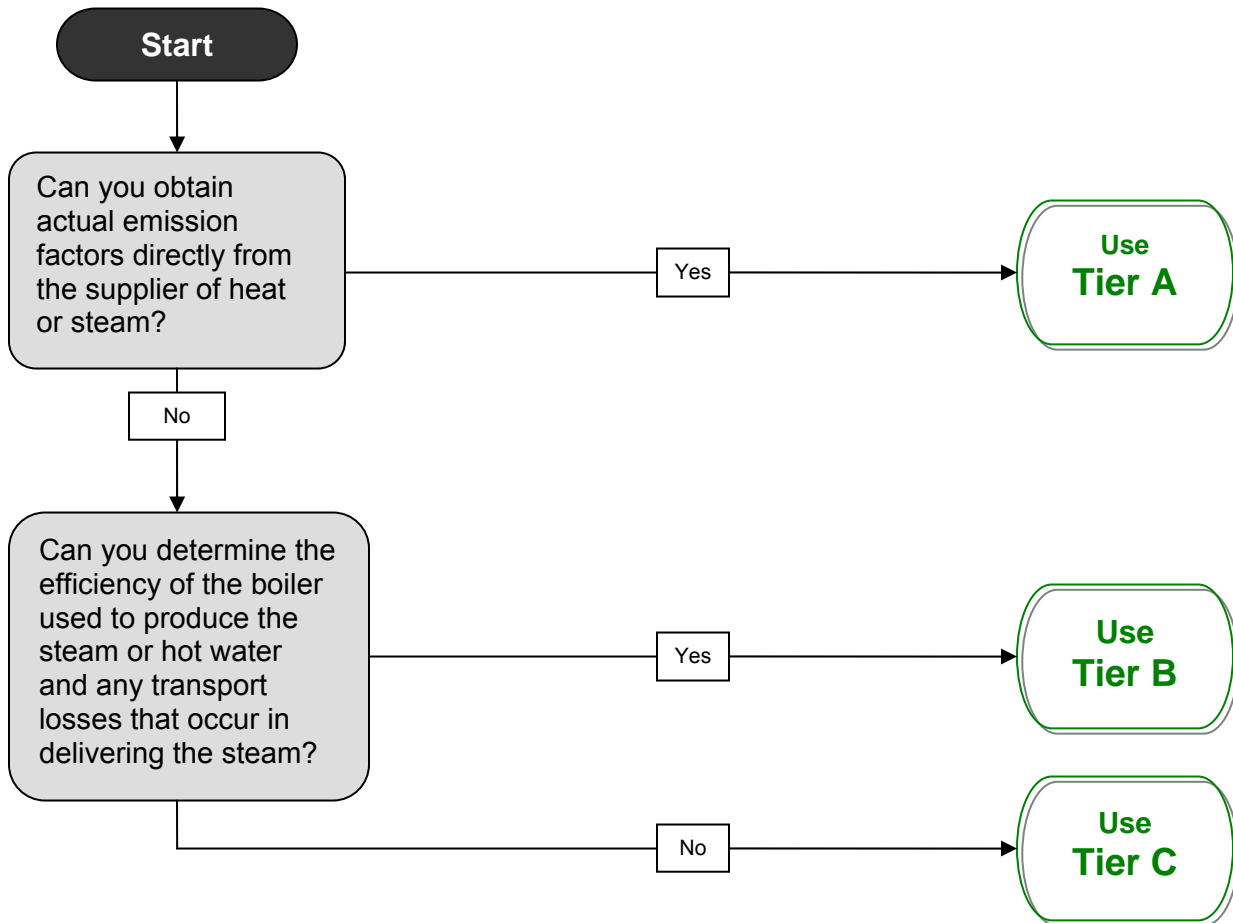 Start
Can you obtain
actual emission
factors directly from
the supplier of heat
or steam?
Yes
Use
Tier A
No
Can you determine the
efficiency of the boiler
used to produce the
steam or hot water
and any transport
losses that occur in
delivering the steam?
Yes
Use
Tier B
No
Use
Tier C